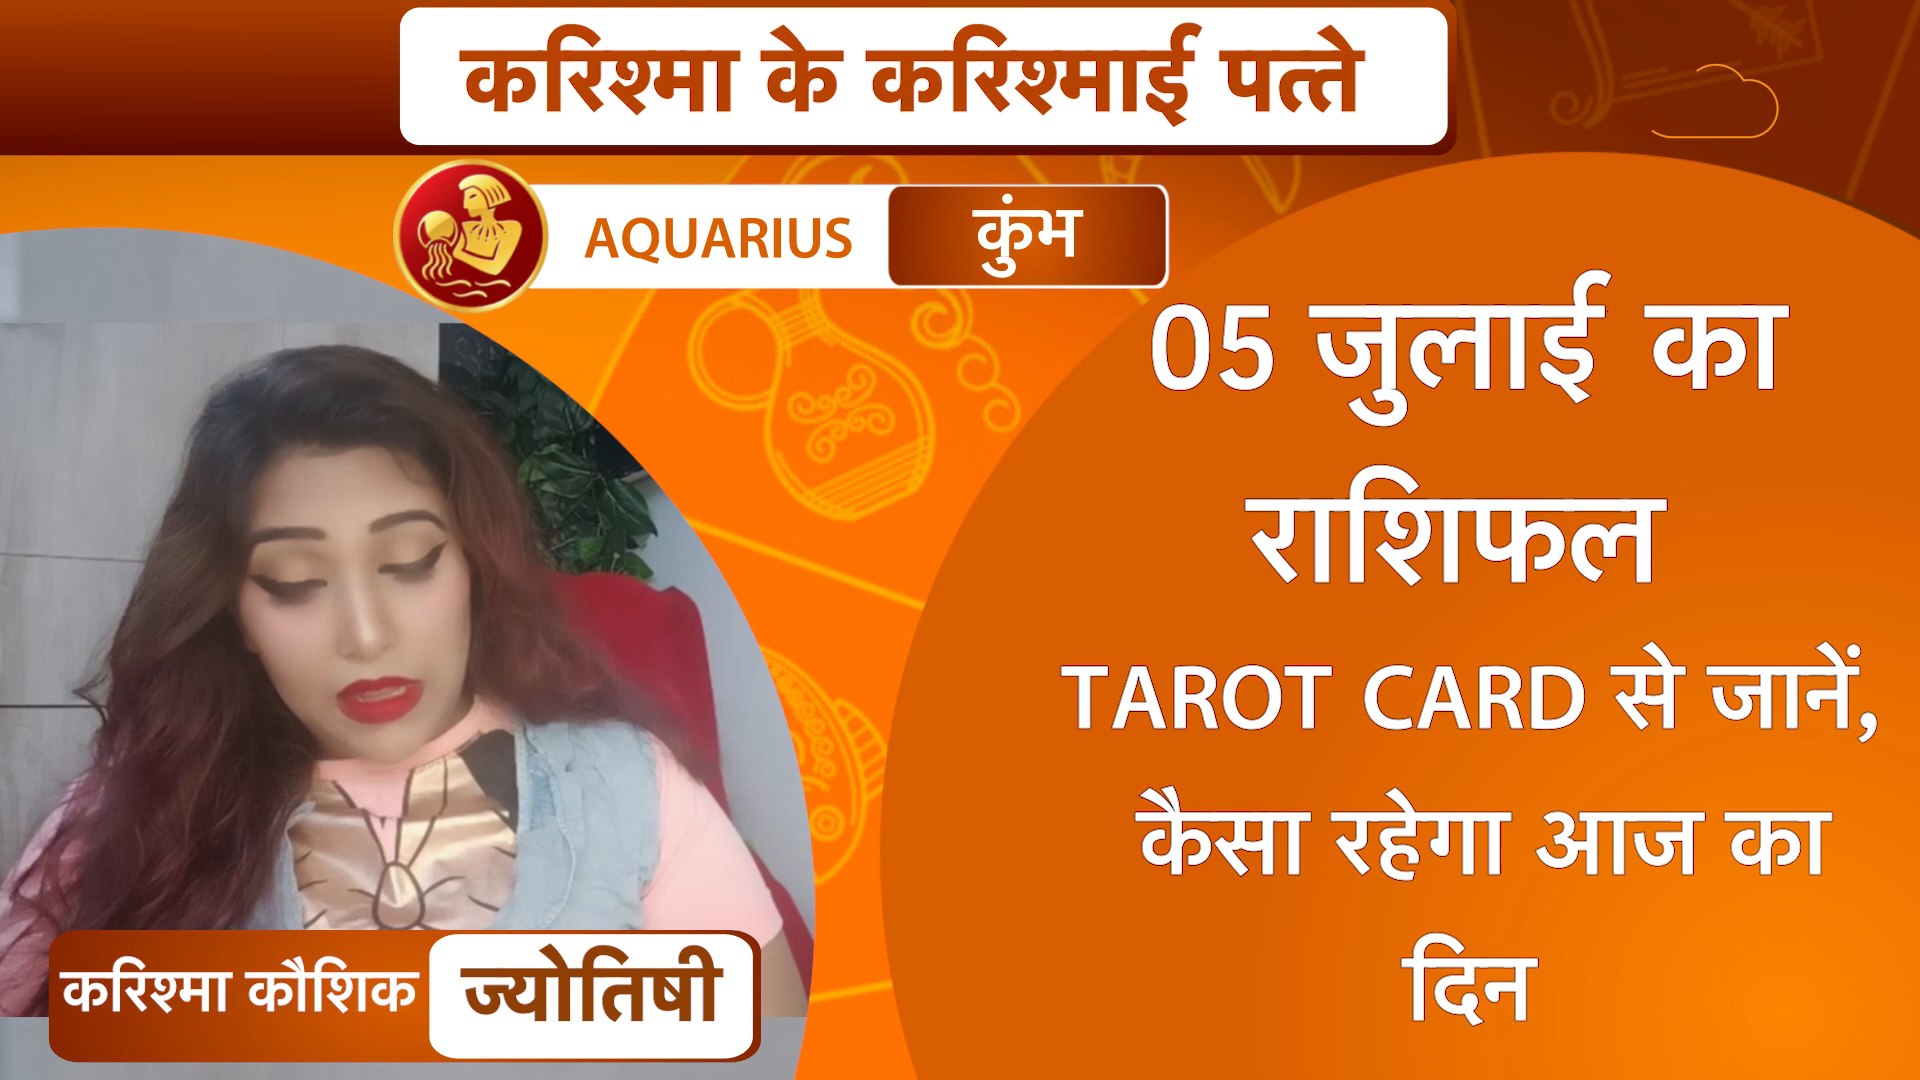 करिश्मा के करिश्माई पत्ते
AQUARIUS
कुंभ
05 जुलाई का
राशिफल
TAROT CARD से जानें,
कैसा रहेगा आज का
दिन
करिश्मा कौशिक
ज्योतिषी